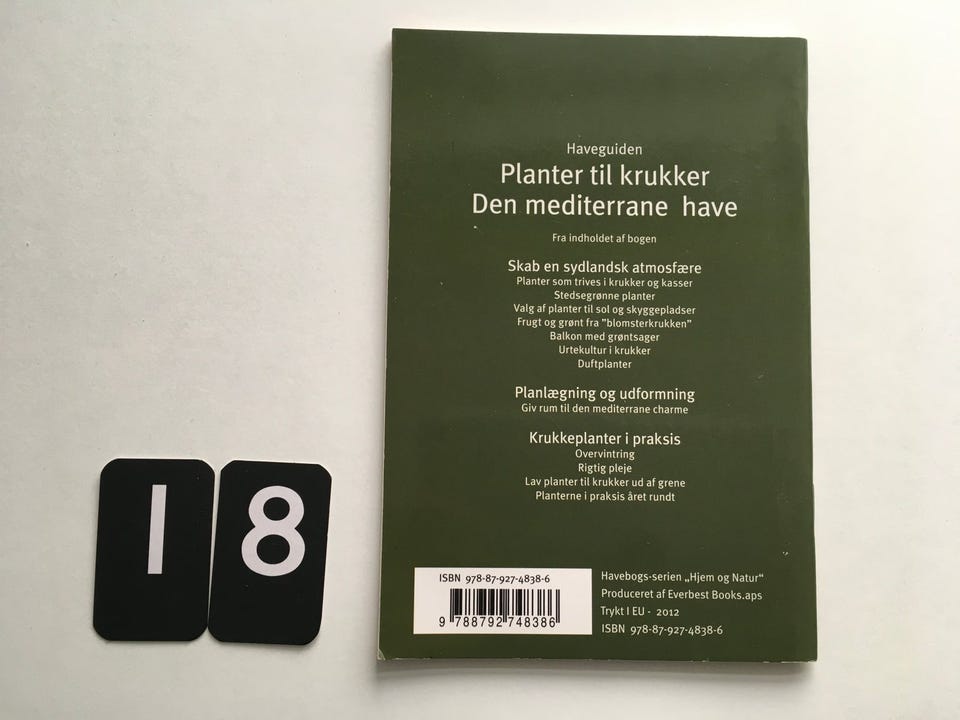 Haveguiden
Planter til krukker
Den mediterrane have
Fra indholdet af bogen
Skab en sydlandsk atmosfære
Planter som trives i krukker og kasser
Stedsegrønne planter
Valg af planter til sol og skyggepladser
Frugt og grønt fra ”blomsterkrukken”
Balkon med grøntsager
Urtekultur i krukker
Duftplanter
Planlægning og udformning
Giv rum til den mediterrane charme
Krukkeplanter i praksis
Overvintring
Rigtig pleje
Lav planter til krukker ud af grene
Planterne i praksis året rundt
ISBN 978-87-927-4838-6
9 788792 748386
Havebogs-serien „Hjem og Natur“
Produceret af Everbest Books.aps
Trykt I EU - 2012
ISBN 978-87-927-4838-6
18